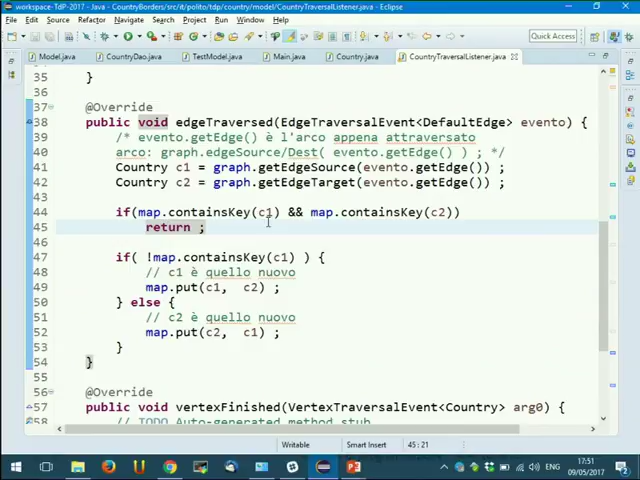 workspace-TdP-2017 - Java - CountryBorders/src/it/polito/tdp/country/model/CountryTraversalListener.java - Eclipse
File Edit Source Refactor Navigate Search Project Run Window Help
Quick Access
Model.java CountryDao.java TestModel.java Main.java Country.java CountryTraversalListener.java
35 }
36
37 @Override
38 public void edgeTraversed(EdgeTraversalEvent<DefaultEdge> evento) {
39 /* evento.getEdge() è l'arco appena attraversato
40 arco: graph.edgeSource/Dest( evento.getEdge() ) ; */
41 Country c1 = graph.getEdgeSource(evento.getEdge()) ;
42 Country c2 = graph.getEdgeTarget(evento.getEdge()) ;
43
44 if(map.containsKey(c1) && map.containsKey(c2))
45 return ;
46
47 if( !map.containsKey(c1) ) {
48 // c1 è quello nuovo
49 map.put(c1, c2) ;
50 } else {
51 // c2 è quello nuovo
52 map.put(c2, c1) ;
53 }
54 }
55
56 @Override
57 public void vertexFinished(VertexTraversalEvent<Country> arg0) {
58 // TODO Auto-generated method stub
Writable Smart Insert 45 : 21
17:51
09/05/2017